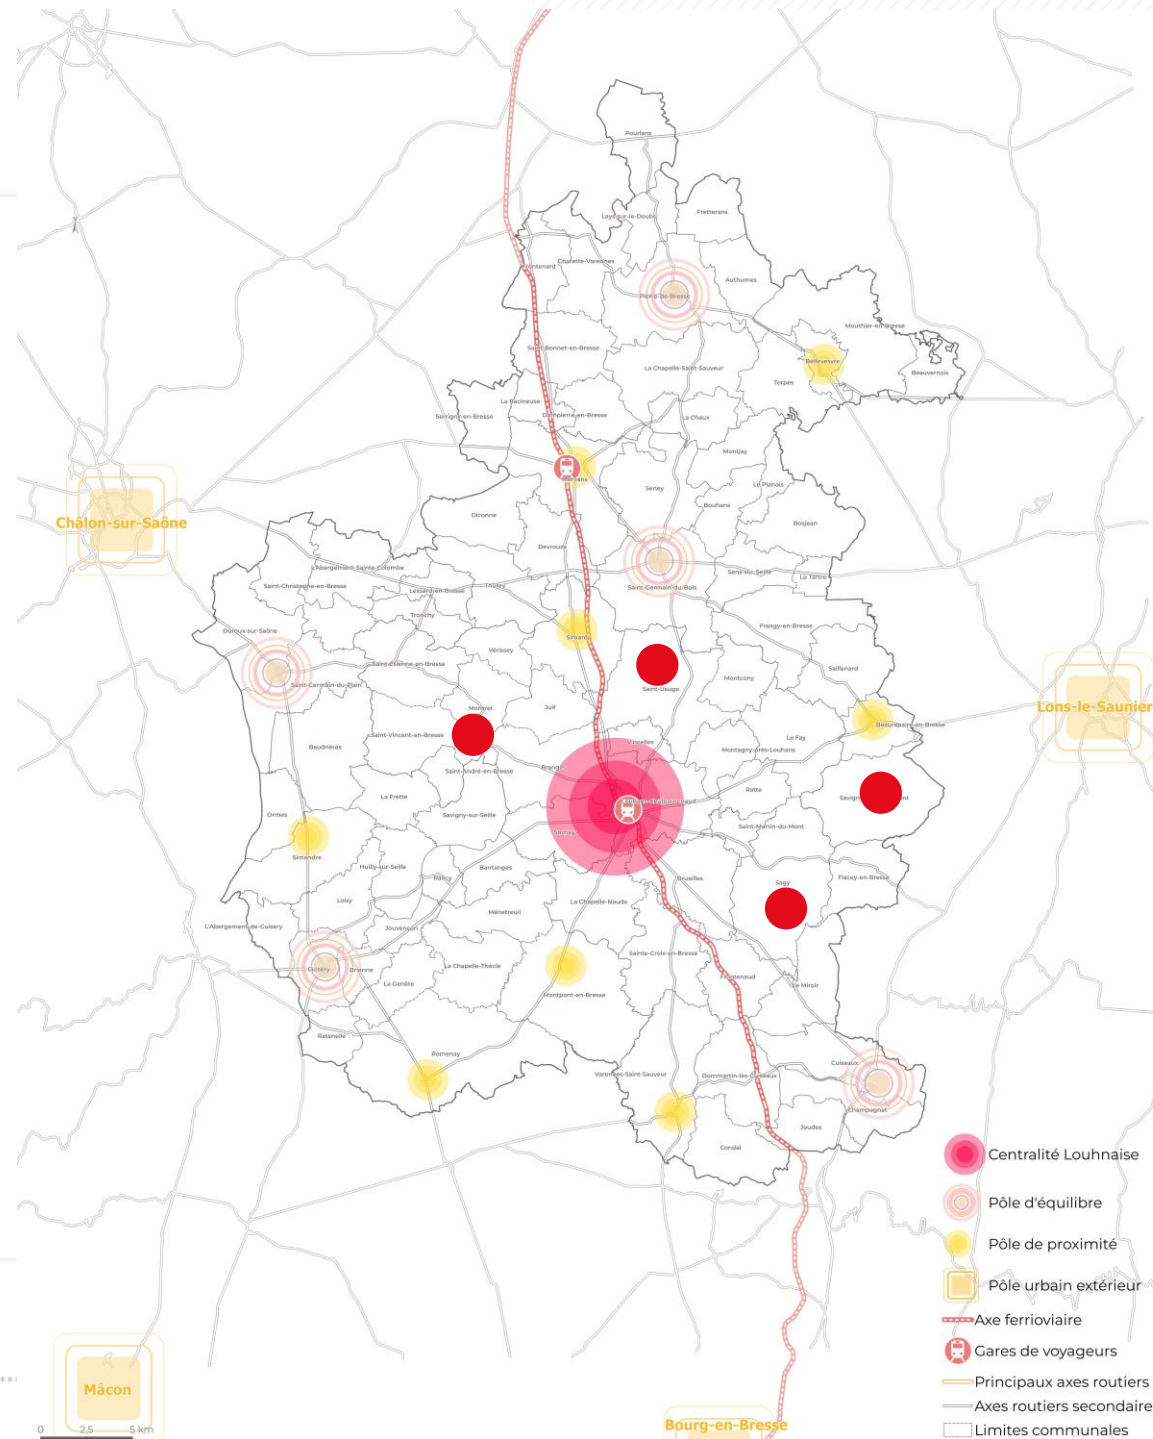 Pourlans
Lays-sur-le-Doubs
Fretterans
Charette-Varennes
Frontenard
Authumes
Pierre-de-Bresse
Mouthier-en-Bresse
Saint-Bonnet-en-Bresse
Bellevesvre
La Chapelle-Saint-Sauveur
Beauvernois
Torpes
La Racineuse
Serrigny-en-Bresse
Dampierre-en-Bresse
La Chaux
Montjay
Mervans
Serley
Le Planois
Bouhans
Châlon-sur-Saône
Diconne
Bosjean
Devrouze
L'Abergement-Sainte-Colombe
Sens-sur-Seille
Le Tartre
Saint-Christophe-en-Bresse
Thurey
Saint-Germain-du-Bois
Lessard-en-Bresse
Tronchy
Frangy-en-Bresse
Ouroux-sur-Saône
Simard
Vérissey
Saint-Etienne-en-Bresse
Saillenard
Montcony
Saint-Germain-du-Plain
Saint-Usuge
Montret
Juif
Lons-le-Saunier
Beaurepaire-en-Bresse
Saint-Vincent-en-Bresse
La Fay
Baudrières
Vincelles
Montagny-près-Louhans
Branges
Saint-André-en-Bresse
Ratte
La Frette
Savign
nt
Ormes
Savigny-sur-Seille
Saint-Martin-du-Mont
Sornay
Simandre
Huilly-sur-Seille
Bantanges
Rancy
Bruailles
Sagy
Flacey-en-Bresse
Loisy
La Chapelle-Naude
Ménetreuil
L'Abergement-de-Cuisery
Jouvençon
Sainte-Croix-en-Bresse
Cuisery
Brienne
La Chapelle-Thècle
Frontenaud
La Genête
Le Miroir
Montpont-en-Bresse
Ratenelle
Romenay
Cuiseaux
Varennes-Saint-Sauveur
Dommartin-lès-Cuiseaux
Champagnat
Joudes
Condal
Centralité Louhnaise
Pôle d'équilibre
Pôle de proximité
Pôle urbain extérieur
Axe ferrioviaire
Gares de voyageurs
Principaux axes routiers
Axes routiers secondaire
Limites communales
Mâcon
Bourg-en-Bresse
0 2,5 5 km